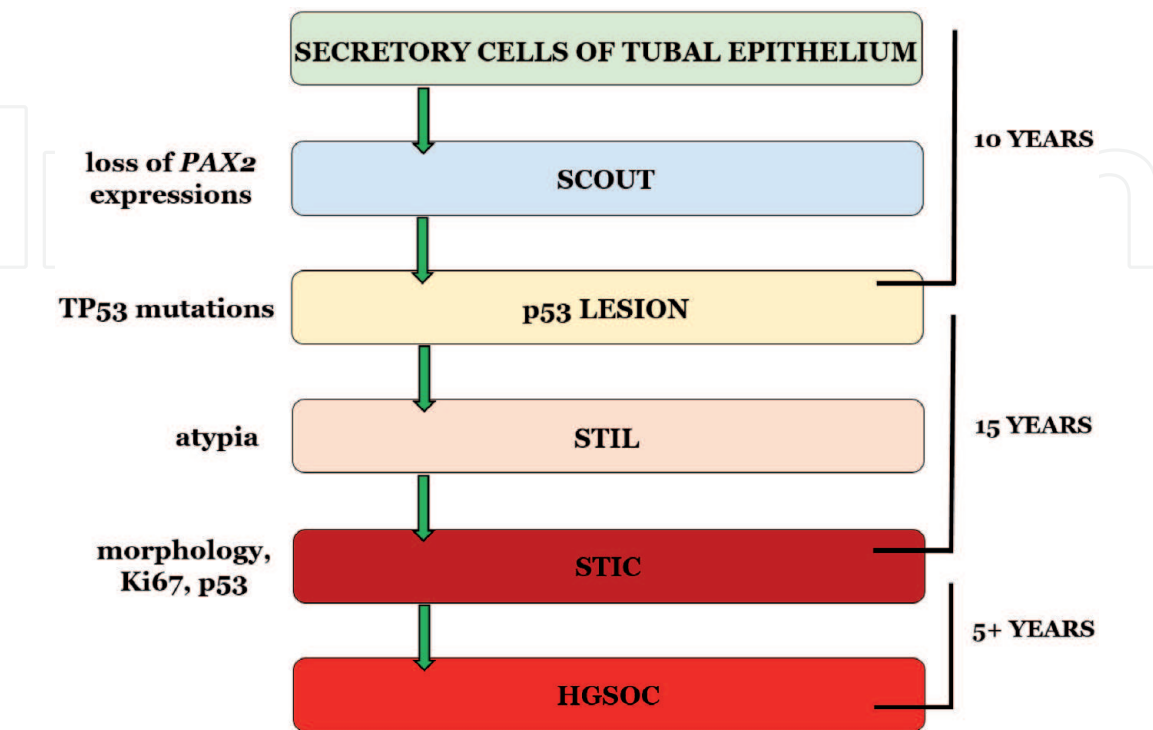 SECRETORY CELLS OF TUBAL EPITHELIUM
10 YEARS
loss of PAX2
expressions
SCOUT
TP53 mutations
p53 LESION
atypia
STIL
15 YEARS
morphology,
Ki67, p53
STIC
5+ YEARS
HGSOC